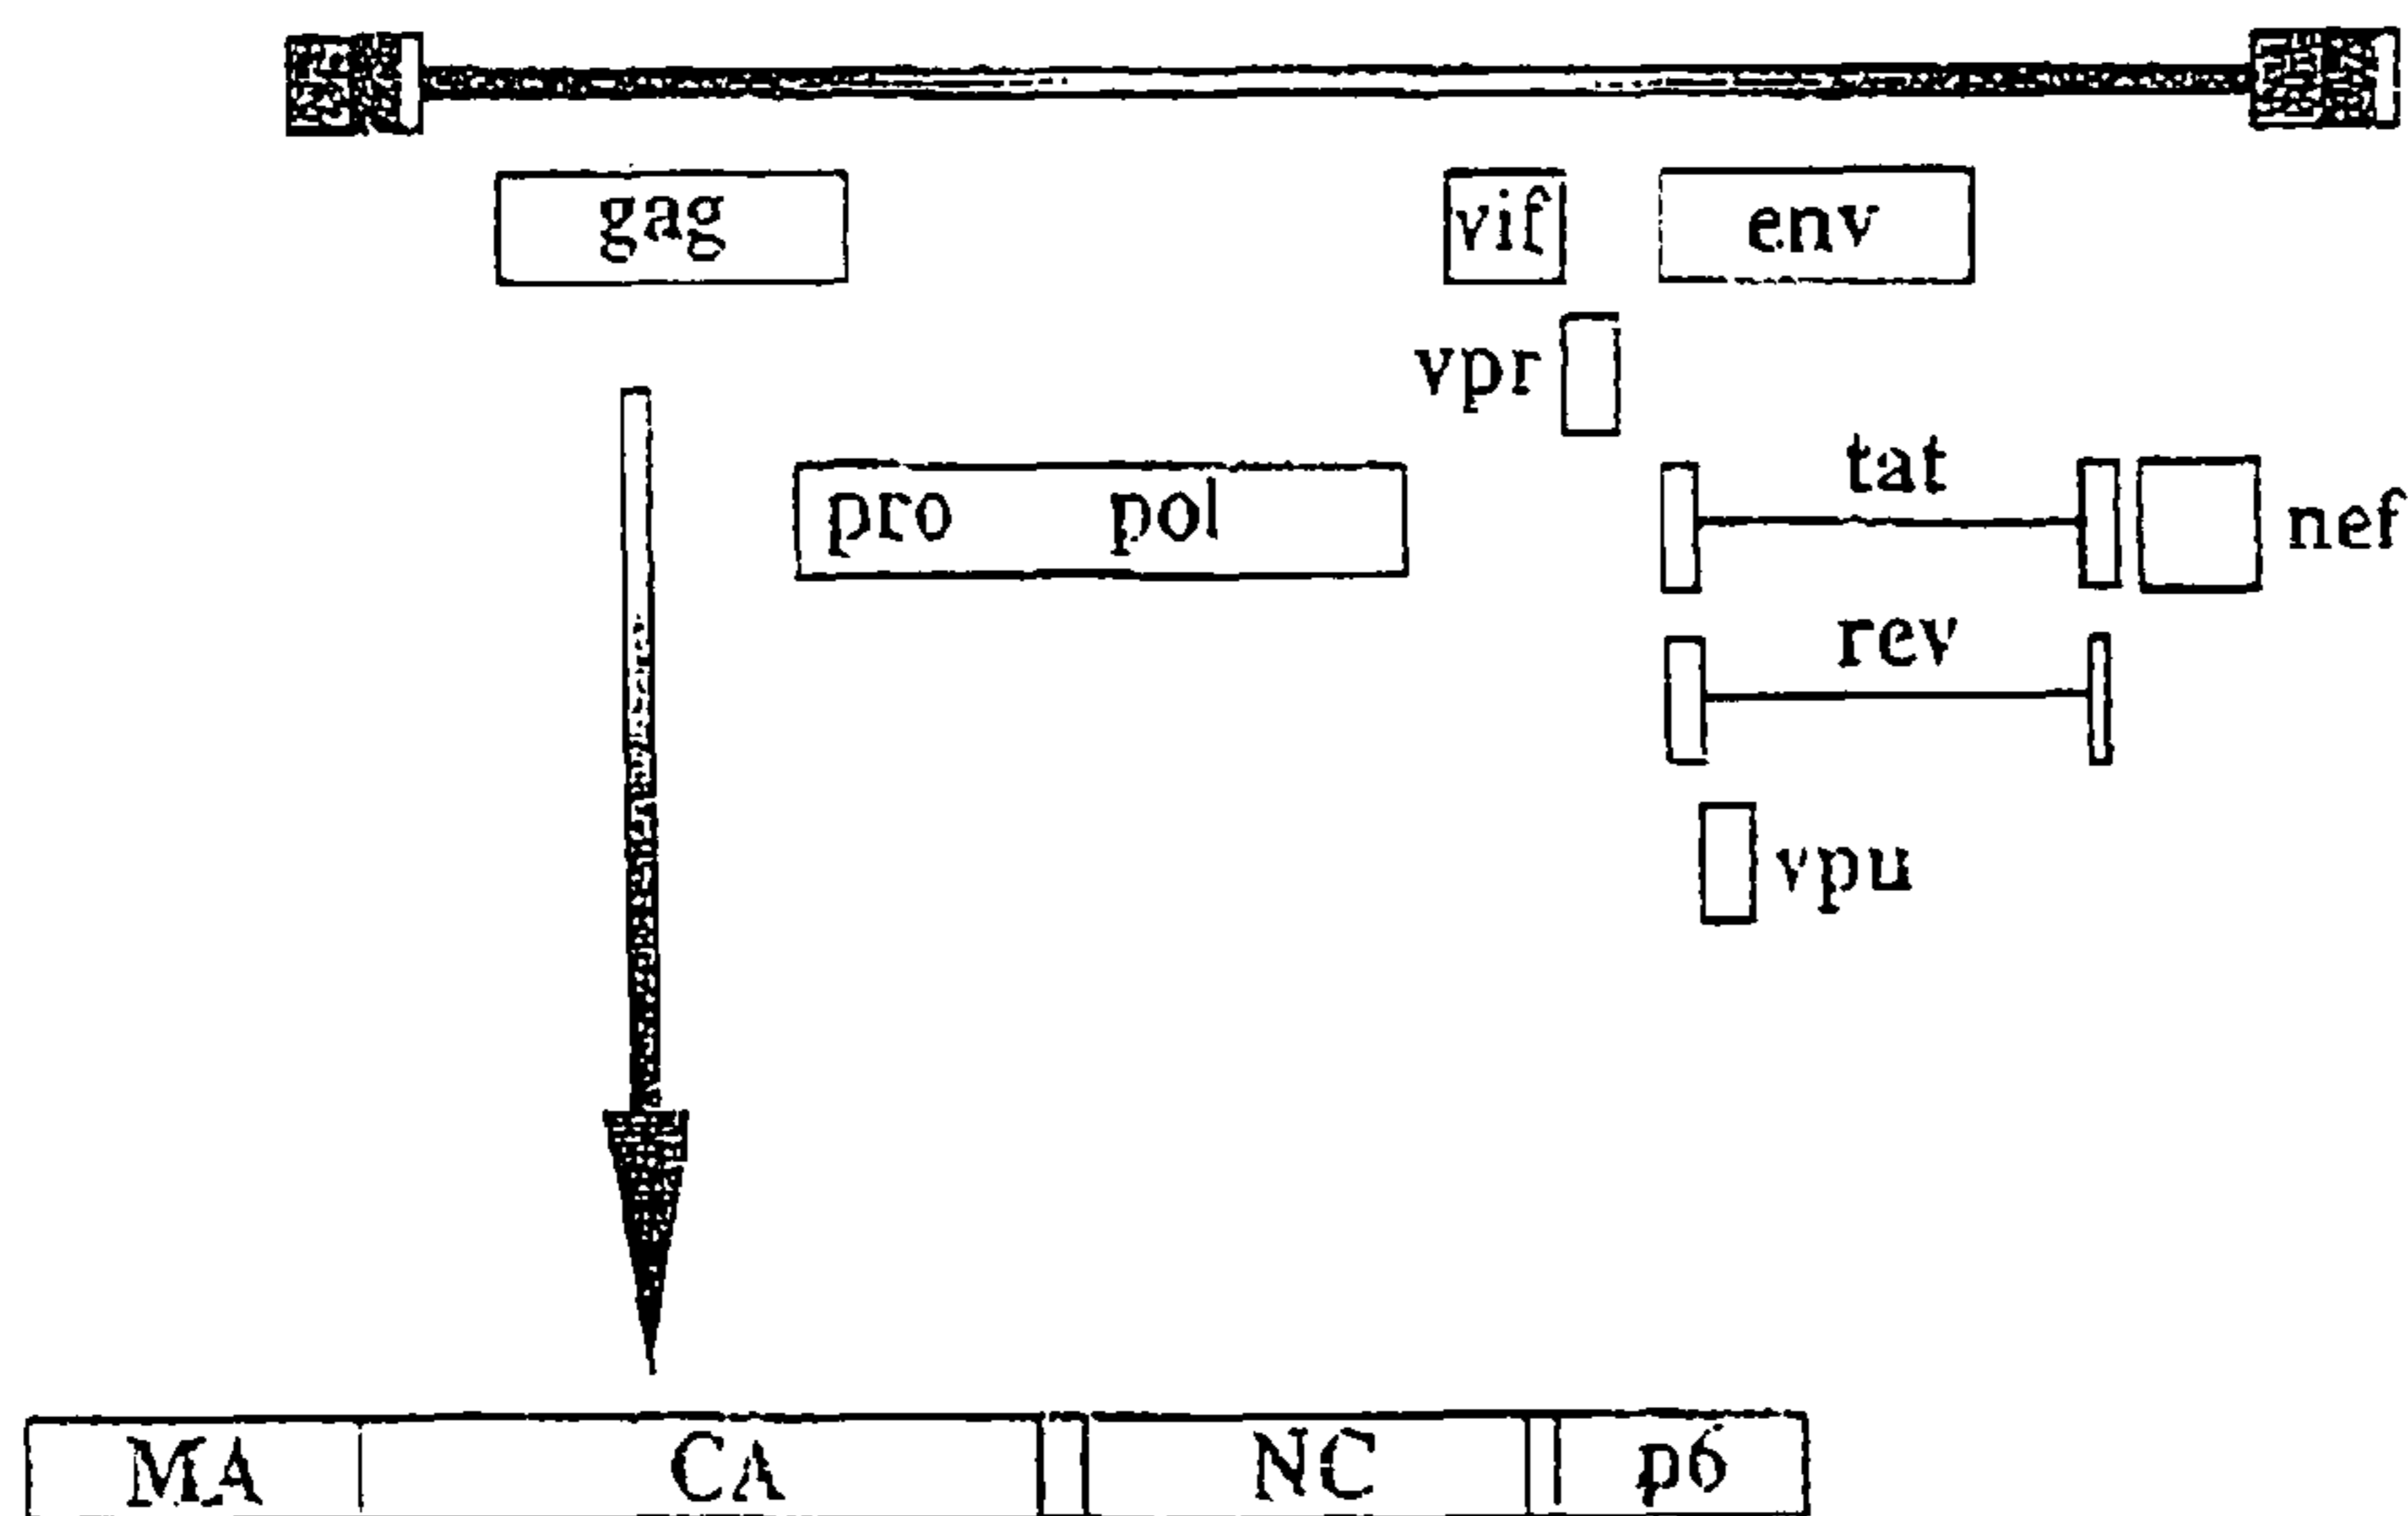 gag vif env
vpr
tat
pro pol nef
rev
vpu
MA CA NC p6